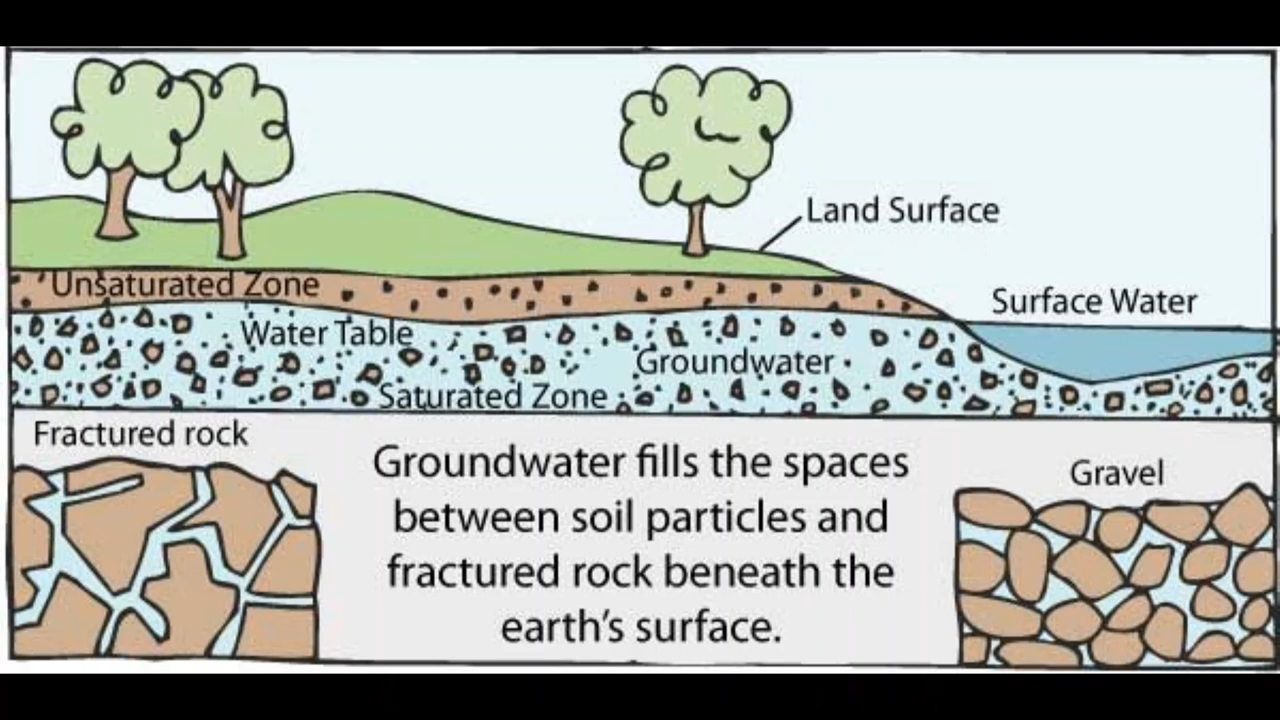 Land Surface
Unsaturated Zone
Surface Water
Water Table
Groundwater
Saturated Zone
Fractured rock
Groundwater fills the spaces
between soil particles and
fractured rock beneath the
earth's surface.
Gravel